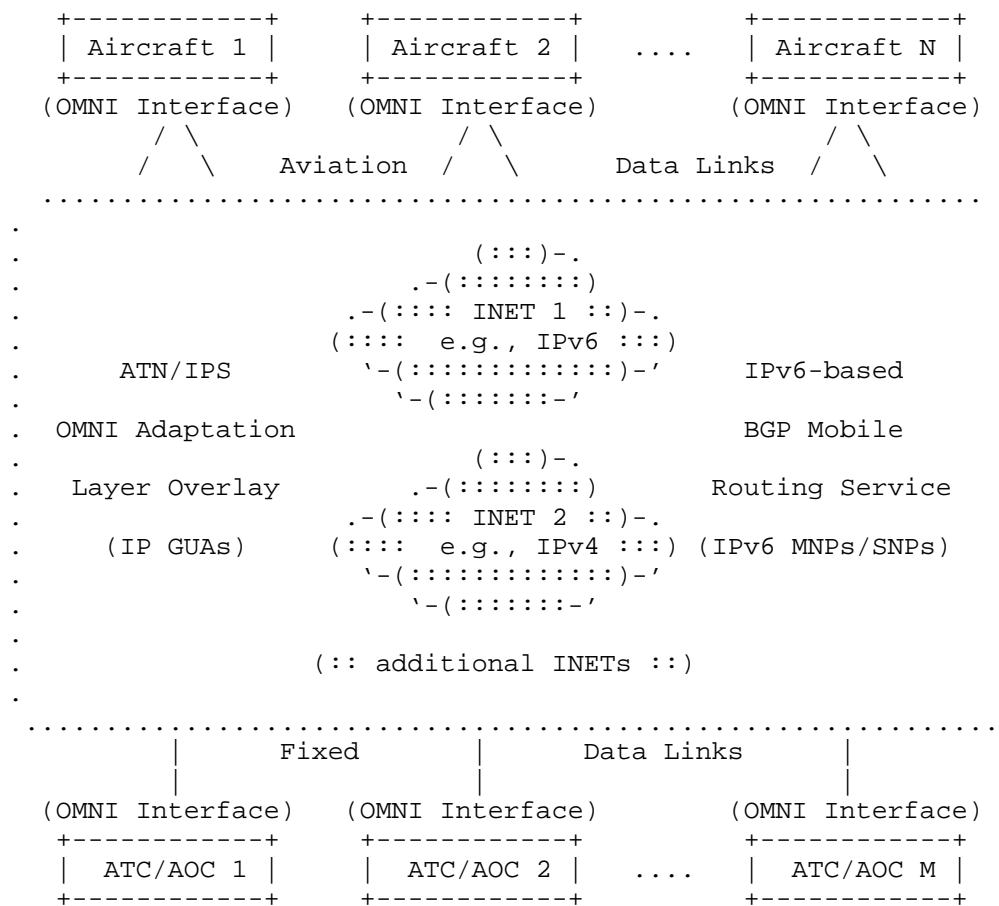 +------------+     +------------+           +------------+
| Aircraft 1 |     | Aircraft 2 |   ....    | Aircraft N |
+------------+     +------------+           +------------+
(OMNI Interface)   (OMNI Interface)         (OMNI Interface)
/ \                / \                      / \
/   \    Aviation  /   \      Data Links  /   \
............................................................
.
.                             (:::)-.
.                         .-(::::::::)
.                     .-(:::: INET 1 ::)-.
.                    (::::  e.g., IPv6 :::)
.      ATN/IPS         `-(:::::::::::::)-'     IPv6-based
.                        `-(:::::::-'
.  OMNI Adaptation                             BGP Mobile
.                             (:::)-.
.   Layer Overlay         .-(::::::::)       Routing Service
.                     .-(:::: INET 2 ::)-.
.     (IP GUAs)      (::::  e.g., IPv4 :::) (IPv6 MNPs/SNPs)
.                      `-(:::::::::::::)-'
.                         `-(:::::::-'
.
.                   (:: additional INETs ::)
.
..............................................................
|      Fixed        |      Data Links       |
|                   |                       |
(OMNI Interface)   (OMNI Interface)         (OMNI Interface)
+------------+     +------------+           +------------+
|  ATC/AOC 1 |     |  ATC/AOC 2 |   ....    |  ATC/AOC M |
+------------+     +------------+           +------------+